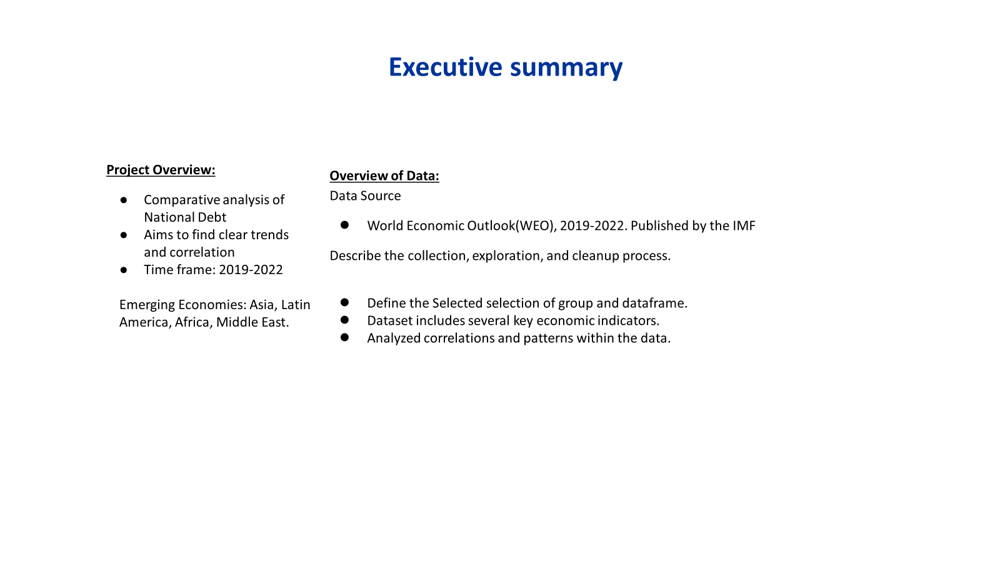 Executive summary
Project Overview:
● Comparative analysis of
National Debt
● Aims to find clear trends
and correlation
● Time frame: 2019-2022
Emerging Economies: Asia, Latin
America, Africa, Middle East.
Overview of Data:
Data Source
● World Economic Outlook(WEO), 2019-2022. Published by the IMF
Describe the collection, exploration, and cleanup process.
● Define the Selected selection of group and dataframe.
● Dataset includes several key economic indicators.
● Analyzed correlations and patterns within the data.